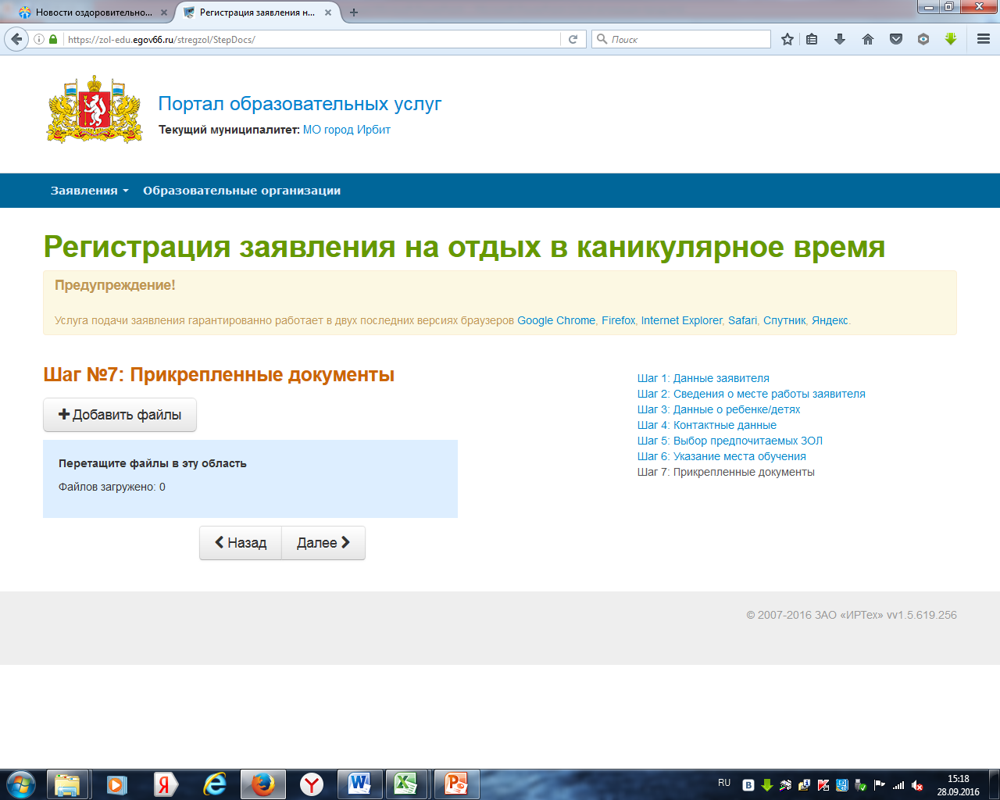 Новости оздоровительно...
Регистрация заявления н...
https://zol-edu.egov66.ru/stregzol/StepDocs/
Поиск
Портал образовательных услуг
Текущий муниципалитет: МО город Ирбит
Заявления
Образовательные организации
Регистрация заявления на отдых в каникулярное время
Предупреждение!
Услуга подачи заявления гарантированно работает в двух последних версиях браузеров Google Chrome, Firefox, Internet Explorer, Safari, Спутник, Яндекс.
Шаг №7: Прикрепленные документы
Добавить файлы
Перетащите файлы в эту область
Файлов загружено: 0
Назад
Далее
Шаг 1: Данные заявителя
Шаг 2: Сведения о месте работы заявителя
Шаг 3: Данные о ребенке/детях
Шаг 4: Контактные данные
Шаг 5: Выбор предпочитаемых ЗОЛ
Шаг 6: Указание места обучения
Шаг 7: Прикрепленные документы
© 2007-2016 ЗАО «ИРТех» vv1.5.619.256
RU
15:18
28.09.2016